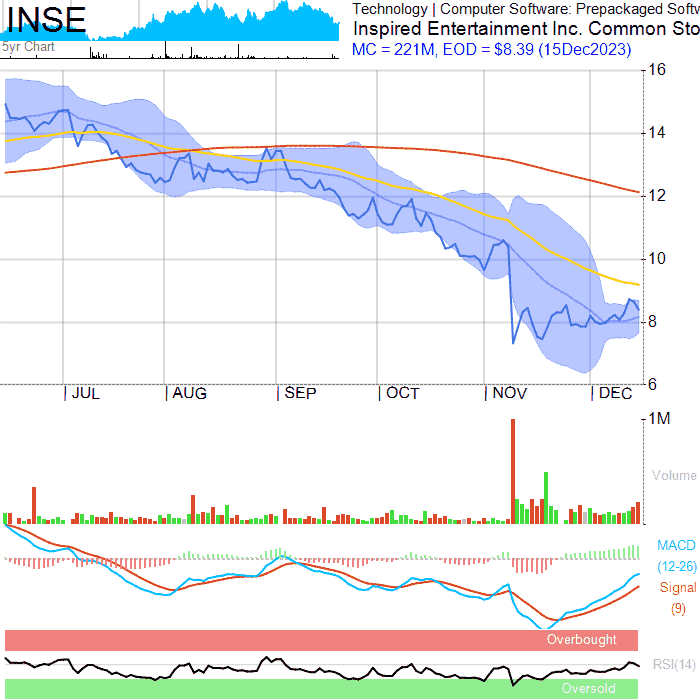 INSE
5yr Chart
Technology | Computer Software: Prepackaged Softw
Inspired Entertainment Inc. Common Sto
MC = 221M, EOD = $8.39 (15Dec2023)
16
14
12
10
8
6
JUL AUG SEP OCT NOV DEC
1M
Volume
MACD
(12-26)
Signal
(9)
Overbought
RSI(14)
Oversold